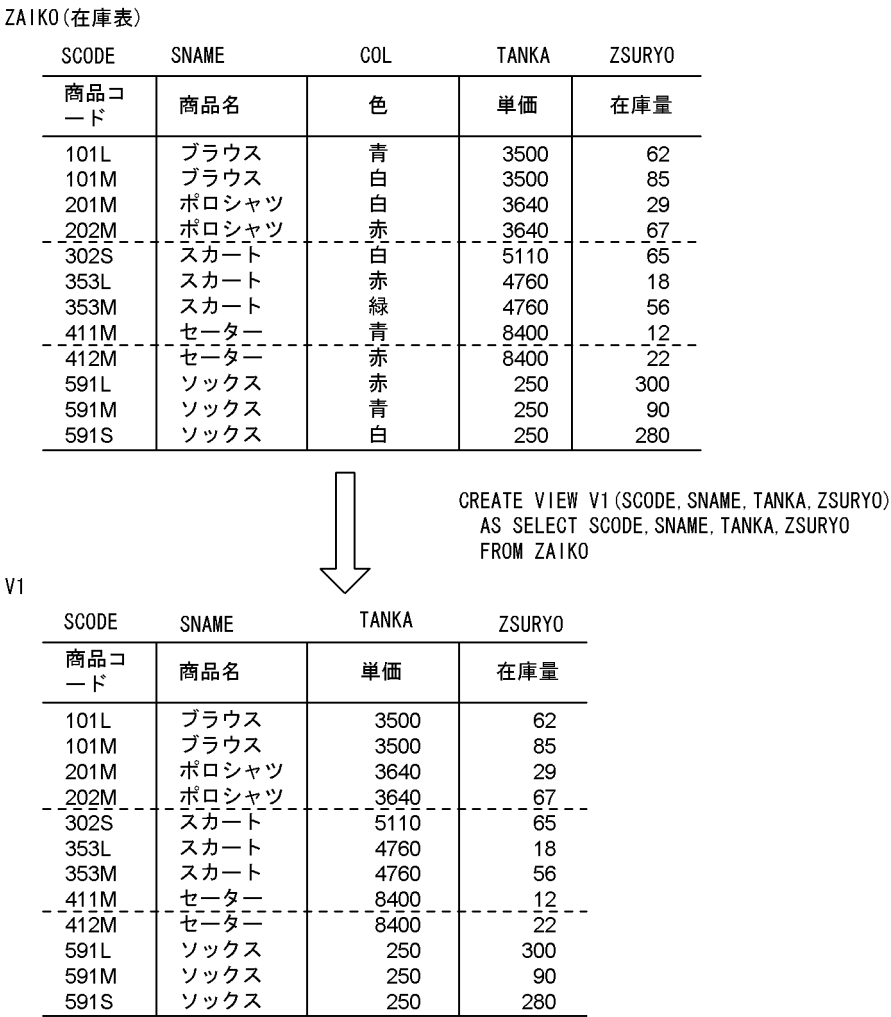 ZAIKO(在庫表)
SCODE SNAME COL TANKA ZSURYO
商品コード 商品名 色 単価 在庫量
101L ブラウス 青 3500 62
101M ブラウス 白 3500 85
201M ポロシャツ 白 3640 29
202M ポロシャツ 赤 3640 67
302S スカート 白 5110 65
353L スカート 赤 4760 18
353M スカート 緑 4760 56
411M セーター 青 8400 12
412M セーター 赤 8400 22
591L ソックス 赤 250 300
591M ソックス 青 250 90
591S ソックス 白 250 280
CREATE VIEW V1(SCODE,SNAME,TANKA,ZSURYO)
AS SELECT SCODE,SNAME,TANKA,ZSURYO
FROM ZAIKO
V1
SCODE SNAME TANKA ZSURYO
商品コード 商品名 単価 在庫量
101L ブラウス 3500 62
101M ブラウス 3500 85
201M ポロシャツ 3640 29
202M ポロシャツ 3640 67
302S スカート 5110 65
353L スカート 4760 18
353M スカート 4760 56
411M セーター 8400 12
412M セーター 8400 22
591L ソックス 250 300
591M ソックス 250 90
591S ソックス 250 280